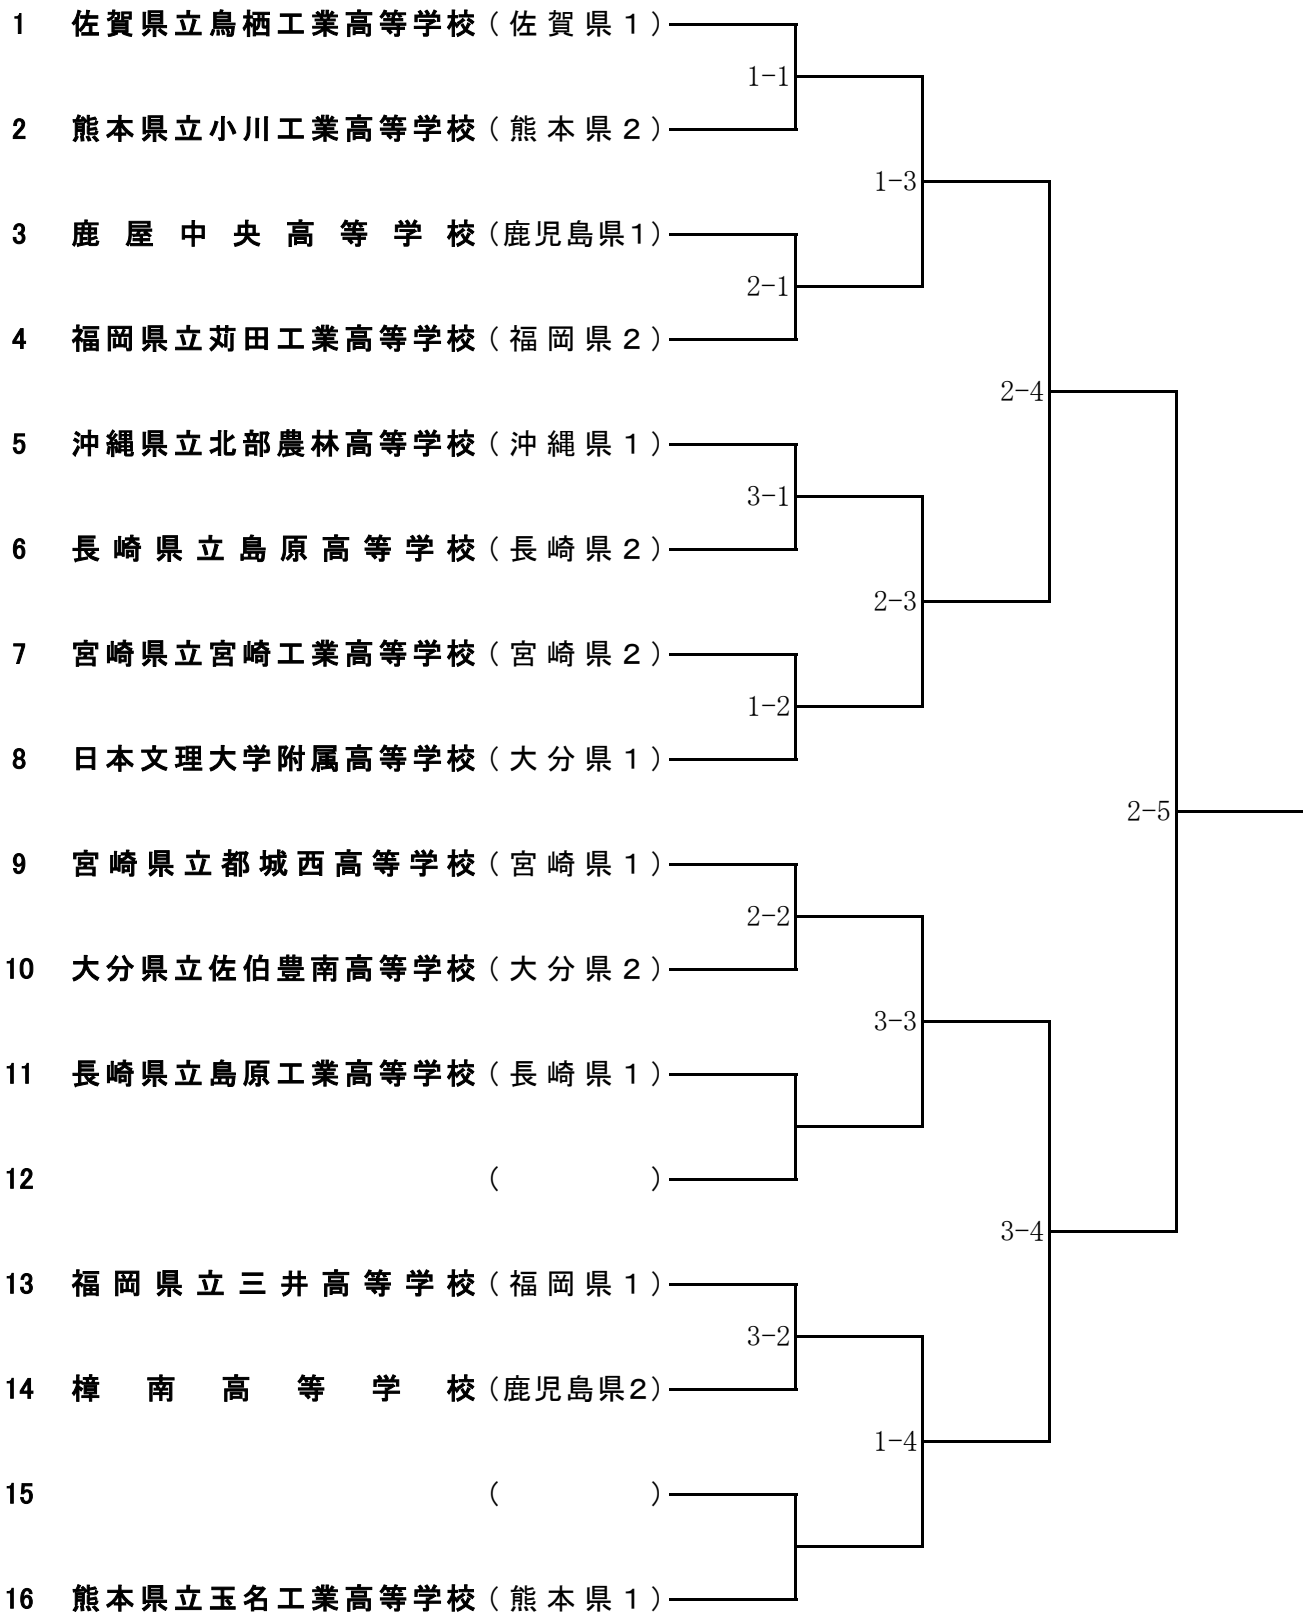 1 佐賀県立鳥栖工業高等学校 (佐賀県1)
1-1
2 熊本県立小川工業高等学校 (熊本県2)
1-3
3 鹿屋中央高等学校 (鹿児島県1)
2-1
4 福岡県立苅田工業高等学校 (福岡県2)
2-4
5 沖縄県立北部農林高等学校 (沖縄県1)
3-1
6 長崎県立島原高等学校 (長崎県2)
2-3
7 宮崎県立宮崎工業高等学校 (宮崎県2)
1-2
8 日本文理大学附属高等学校 (大分県1)
2-5
9 宮崎県立都城西高等学校 (宮崎県1)
2-2
10 大分県立佐伯豊南高等学校 (大分県2)
3-3
11 長崎県立島原工業高等学校 (長崎県1)
12 ( )
3-4
13 福岡県立三井高等学校 (福岡県1)
3-2
14 樟南高等学校 (鹿児島県2)
1-4
15 ( )
16 熊本県立玉名工業高等学校 (熊本県1)